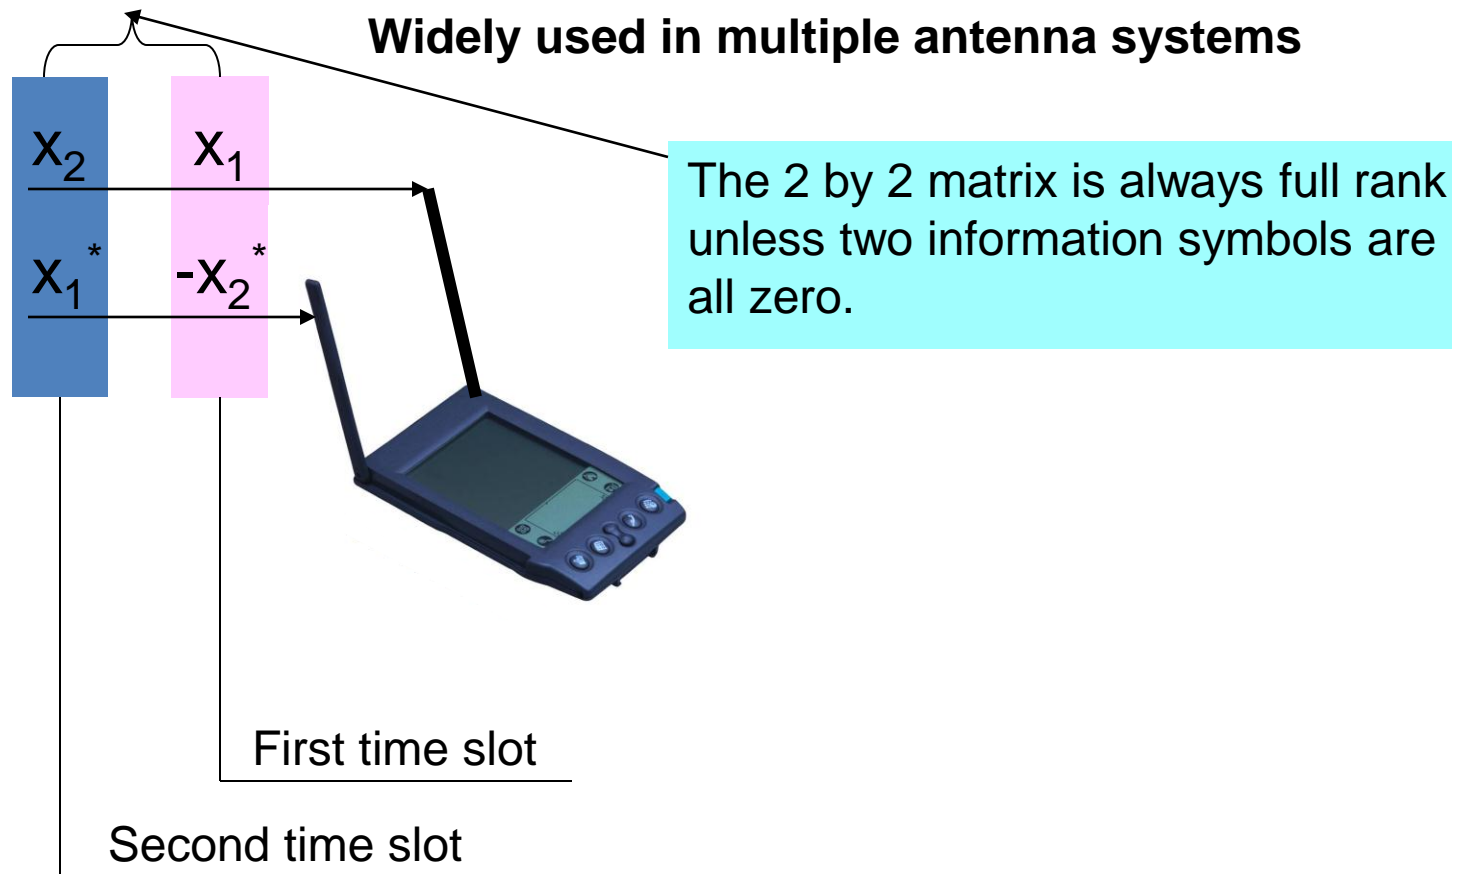 Widely used in multiple antenna systems
x₂ x₁
x₁* -x₂*
The 2 by 2 matrix is always full rank
unless two information symbols are
all zero.
First time slot
Second time slot